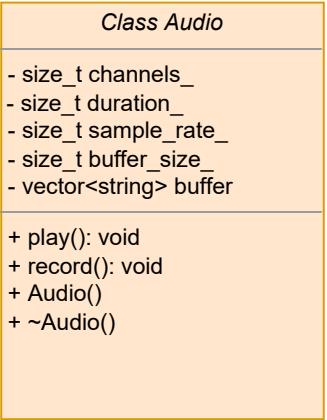 Class Audio
- size_t channels_
- size_t duration_
- size_t sample_rate_
- size_t buffer_size_
- vector<string> buffer
+ play(): void
+ record(): void
+ Audio()
+ ~Audio()